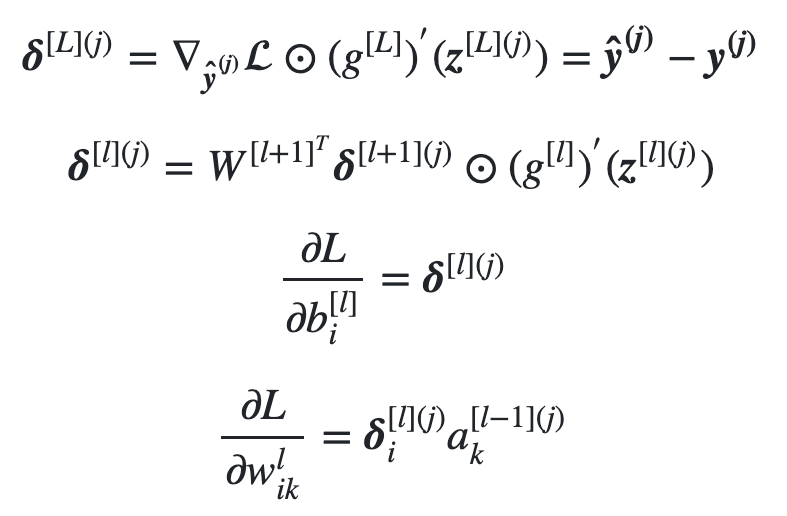 δ^{[L](j)} = ∇_{ŷ^{(j)}} ℒ ⊙ (g^{[L]})′(z^{[L](j)}) = ŷ^{(j)} − y^{(j)}
δ^{[l](j)} = W^{[l+1]^T} δ^{[l+1](j)} ⊙ (g^{[l]})′(z^{[l](j)})
∂L/∂b_i^{[l]} = δ^{[l](j)}
∂L/∂w_{ik}^{l} = δ_i^{[l](j)} a_k^{[l−1](j)}